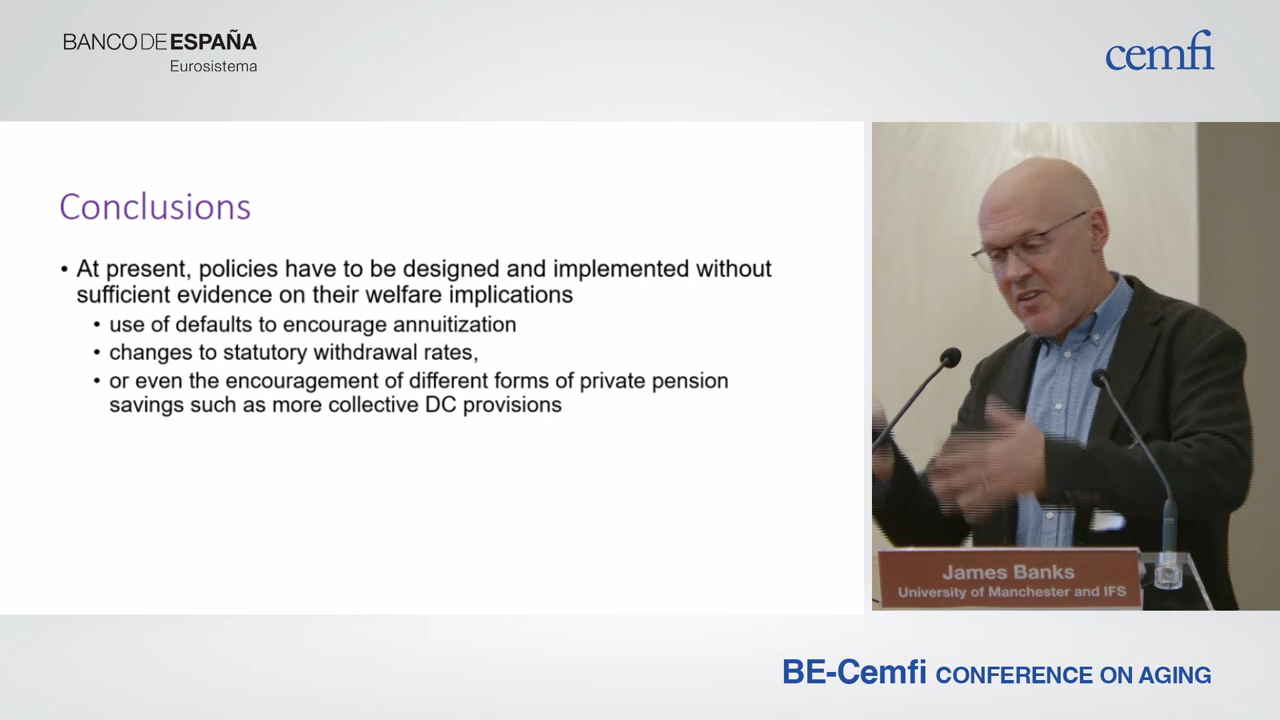 BANCO DE ESPAÑA
Eurosistema
cemfi
Conclusions
• At present, policies have to be designed and implemented without
sufficient evidence on their welfare implications
• use of defaults to encourage annuitization
• changes to statutory withdrawal rates,
• or even the encouragement of different forms of private pension
savings such as more collective DC provisions
James Banks
University of Manchester and IFS
BE-Cemfi CONFERENCE ON AGING